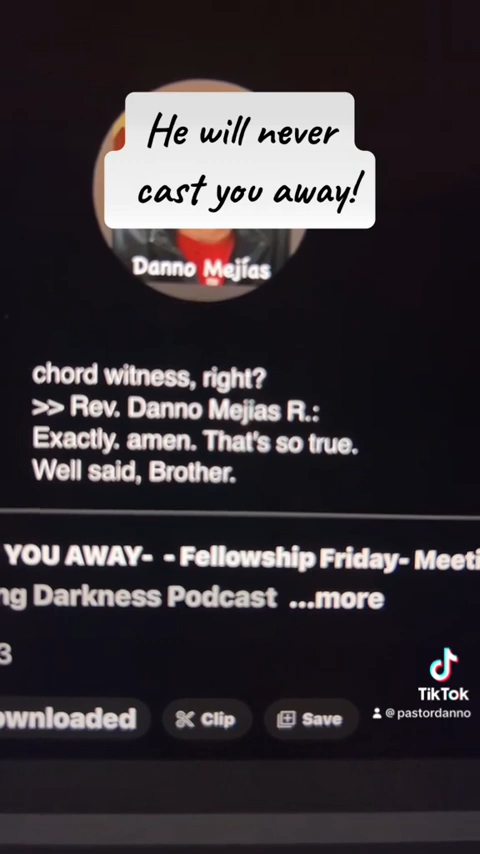 He will never
cast you away!
Danno Mejías
chord witness, right?
>> Rev. Danno Mejias R.:
Exactly. amen. That's so true.
Well said, Brother.
YOU AWAY- - Fellowship Friday- Meeti
ng Darkness Podcast ...more
3
ownloaded
Clip
Save
TikTok
@pastordanno